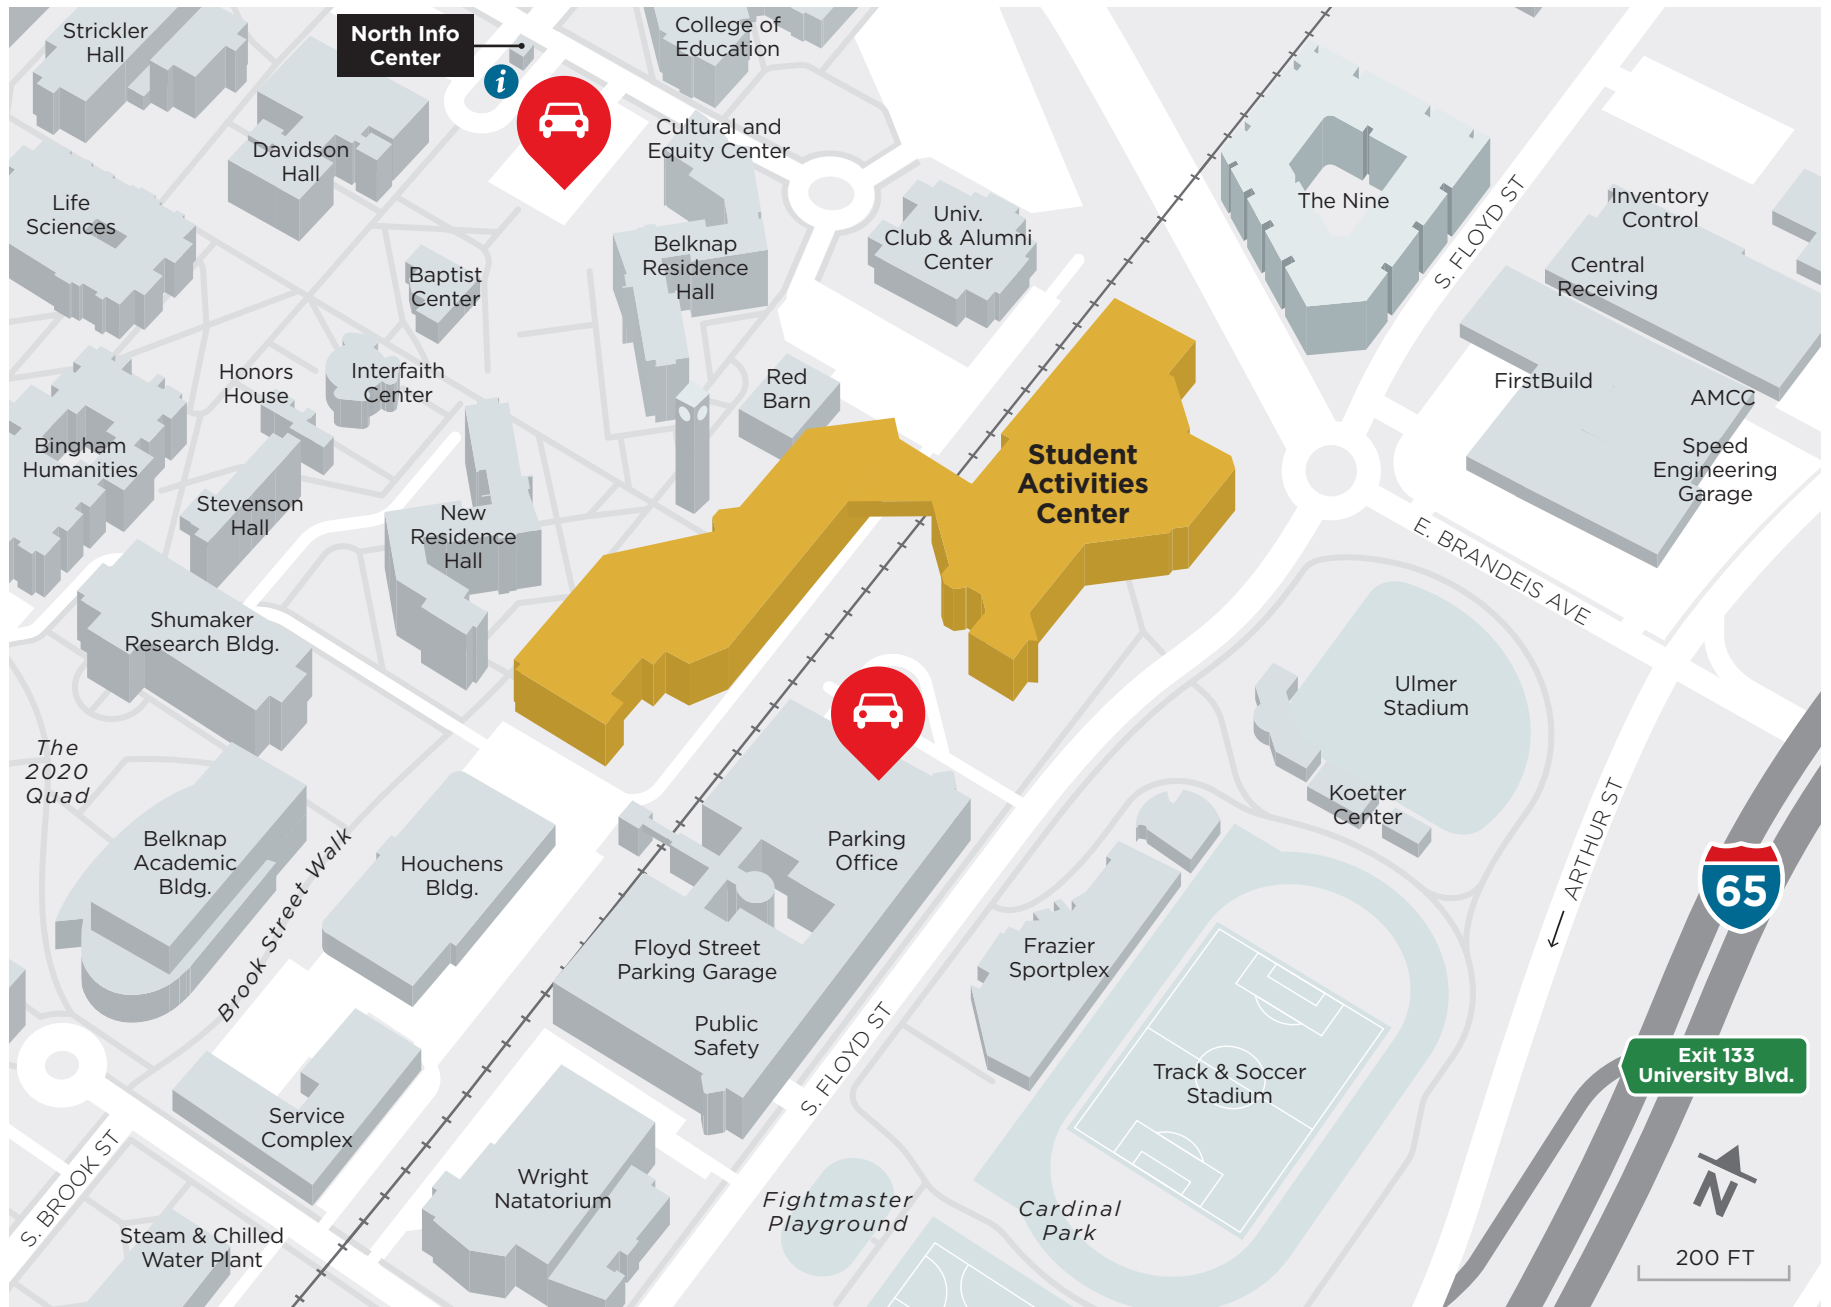 Strickler
Hall
North Info
Center
i
College of
Education
Davidson
Hall
Cultural and
Equity Center
Life
Sciences
Univ.
Club & Alumni
Center
The Nine
S. FLOYD ST
Inventory
Control
Belknap
Residence
Hall
Baptist
Center
Central
Receiving
Honors
House
Interfaith
Center
Red
Barn
FirstBuild
AMCC
Bingham
Humanities
Student
Activities
Center
Speed
Engineering
Garage
Stevenson
Hall
New
Residence
Hall
E. BRANDEIS AVE
Shumaker
Research Bldg.
Ulmer
Stadium
The
2020
Quad
Koetter
Center
Belknap
Academic
Bldg.
Brook Street Walk
Houchens
Bldg.
Parking
Office
ARTHUR ST
65
Floyd Street
Parking Garage
Frazier
Sportplex
Public
Safety
S. FLOYD ST
Exit 133
University Blvd.
Track & Soccer
Stadium
Service
Complex
S. BROOK ST
Wright
Natatorium
Fightmaster
Playground
Cardinal
Park
N
Steam & Chilled
Water Plant
200 FT